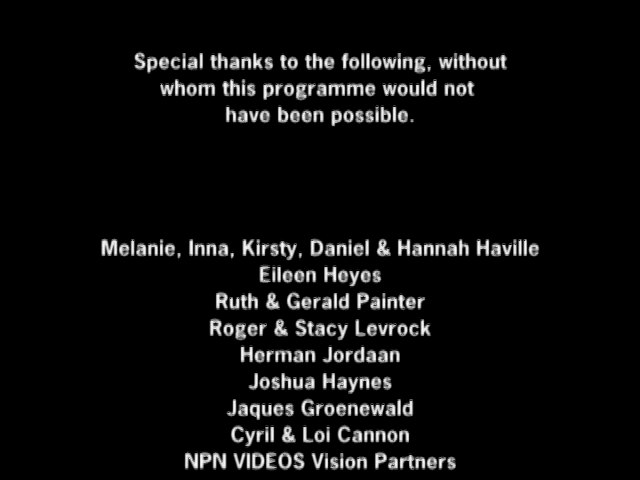 Special thanks to the following, without
whom this programme would not
have been possible.
Melanie, Inna, Kirsty, Daniel & Hannah Haville
Eileen Heyes
Ruth & Gerald Painter
Roger & Stacy Levrock
Herman Jordaan
Joshua Haynes
Jaques Groenewald
Cyril & Loi Cannon
NPN VIDEOS Vision Partners